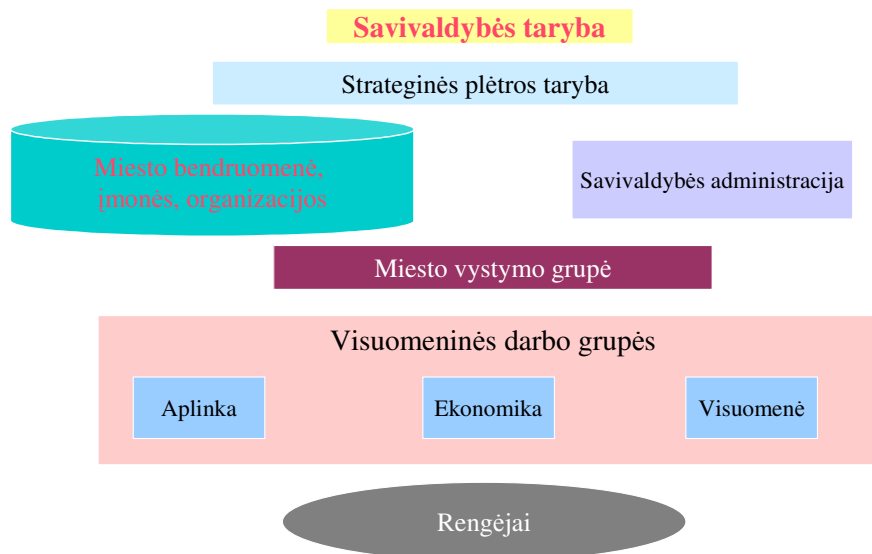 Savivaldybės taryba
Strateginės plėtros taryba
Miesto bendruomenė,
įmonės, organizacijos
Savivaldybės administracija
Miesto vystymo grupė
Visuomeninės darbo grupės
Aplinka
Ekonomika
Visuomenė
Rengėjai